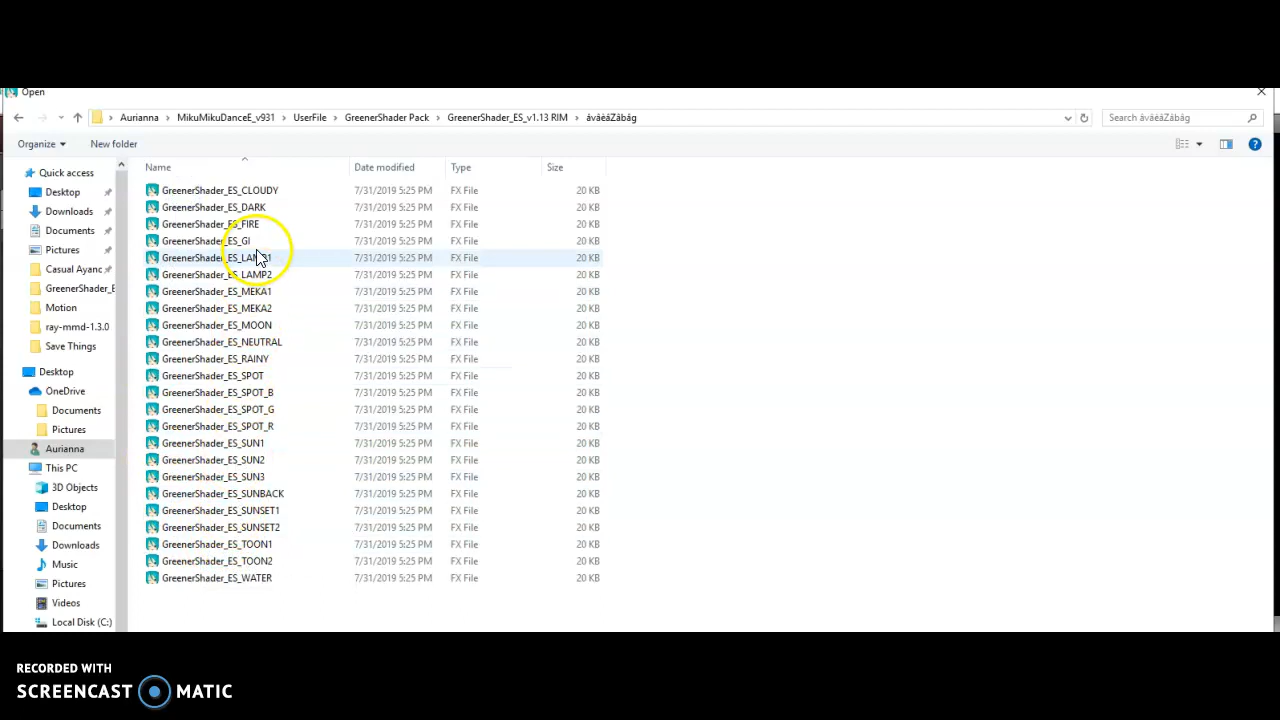 Open
Aurianna > MikuMikuDanceE_v931 > UserFile > GreenerShader Pack > GreenerShader_ES_v1.13 RIM > áváéáZábág
Search áváéáZábág
Organize
New folder
Name Date modified Type Size
Quick access
Desktop
Downloads
Documents
Pictures
Casual Ayanc
GreenerShader_E
Motion
ray-mmd-1.3.0
Save Things
Desktop
OneDrive
Documents
Pictures
Aurianna
This PC
3D Objects
Desktop
Documents
Downloads
Music
Pictures
Videos
Local Disk (C:)
GreenerShader_ES_CLOUDY 7/31/2019 5:25 PM FX File 20 KB
GreenerShader_ES_DARK 7/31/2019 5:25 PM FX File 20 KB
GreenerShader_ES_FIRE 7/31/2019 5:25 PM FX File 20 KB
GreenerShader_ES_GI 7/31/2019 5:25 PM FX File 20 KB
GreenerShader_ES_LAMP1 7/31/2019 5:25 PM FX File 20 KB
GreenerShader_ES_LAMP2 7/31/2019 5:25 PM FX File 20 KB
GreenerShader_ES_MEKA1 7/31/2019 5:25 PM FX File 20 KB
GreenerShader_ES_MEKA2 7/31/2019 5:25 PM FX File 20 KB
GreenerShader_ES_MOON 7/31/2019 5:25 PM FX File 20 KB
GreenerShader_ES_NEUTRAL 7/31/2019 5:25 PM FX File 20 KB
GreenerShader_ES_RAINY 7/31/2019 5:25 PM FX File 20 KB
GreenerShader_ES_SPOT 7/31/2019 5:25 PM FX File 20 KB
GreenerShader_ES_SPOT_B 7/31/2019 5:25 PM FX File 20 KB
GreenerShader_ES_SPOT_G 7/31/2019 5:25 PM FX File 20 KB
GreenerShader_ES_SPOT_R 7/31/2019 5:25 PM FX File 20 KB
GreenerShader_ES_SUN1 7/31/2019 5:25 PM FX File 20 KB
GreenerShader_ES_SUN2 7/31/2019 5:25 PM FX File 20 KB
GreenerShader_ES_SUN3 7/31/2019 5:25 PM FX File 20 KB
GreenerShader_ES_SUNBACK 7/31/2019 5:25 PM FX File 20 KB
GreenerShader_ES_SUNSET1 7/31/2019 5:25 PM FX File 20 KB
GreenerShader_ES_SUNSET2 7/31/2019 5:25 PM FX File 20 KB
GreenerShader_ES_TOON1 7/31/2019 5:25 PM FX File 20 KB
GreenerShader_ES_TOON2 7/31/2019 5:25 PM FX File 20 KB
GreenerShader_ES_WATER 7/31/2019 5:25 PM FX File 20 KB
RECORDED WITH
SCREENCAST MATIC